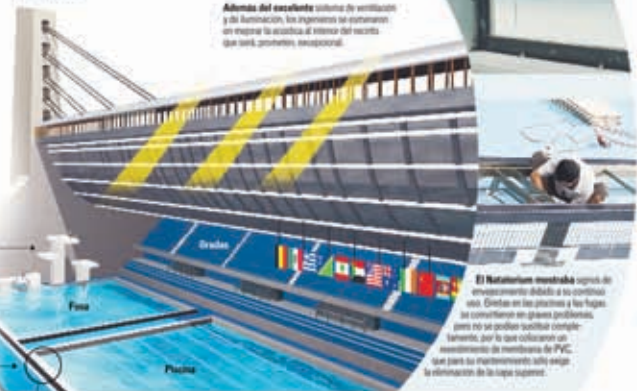 Además del excelente sistema de ventilación
y de iluminación, los ingenieros se esmeraron
en mejorar la acústica al interior del recinto
que será, prometen, excepcional.
Gradas
Fosa
Piscina
El Natatorium mostraba signos de
envejecimiento debido a su continuo
uso. Grietas en las piscinas y las fugas
se convirtieron en graves problemas,
pero no se podían sustituir comple-
tamente, por lo que colocaron un
revestimiento de membrana de PVC,
que para su mantenimiento sólo exige
la eliminación de la capa superior.